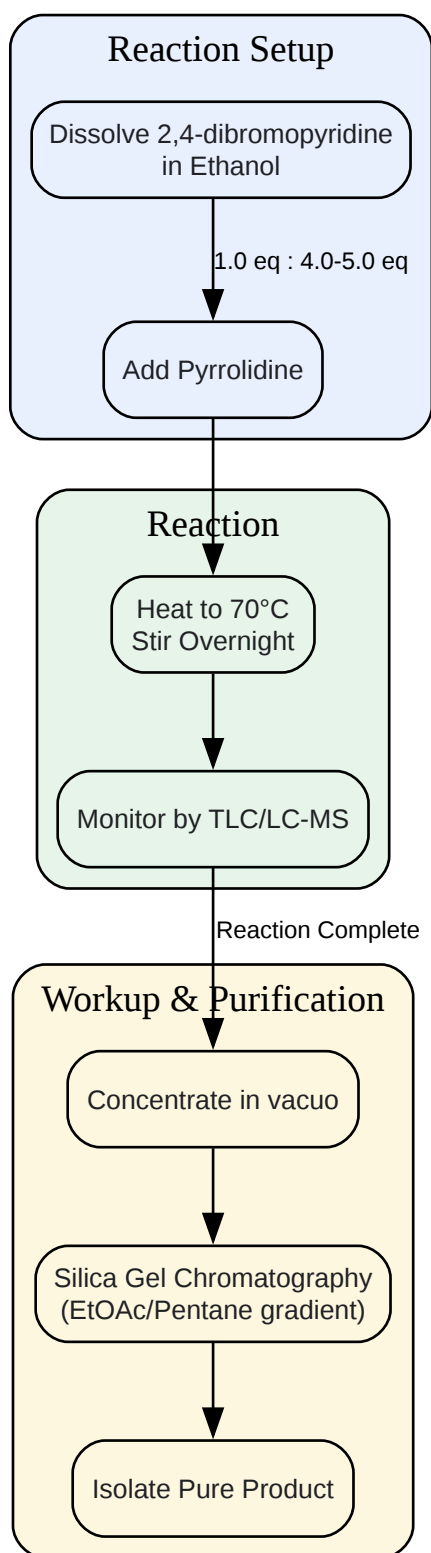 Reaction Setup
Dissolve 2,4-dibromopyridine
in Ethanol
1.0 eq : 4.0-5.0 eq
Add Pyrrolidine
Reaction
Heat to 70°C
Stir Overnight
Monitor by TLC/LC-MS
Reaction Complete
Workup & Purification
Concentrate in vacuo
Silica Gel Chromatography
(EtOAc/Pentane gradient)
Isolate Pure Product